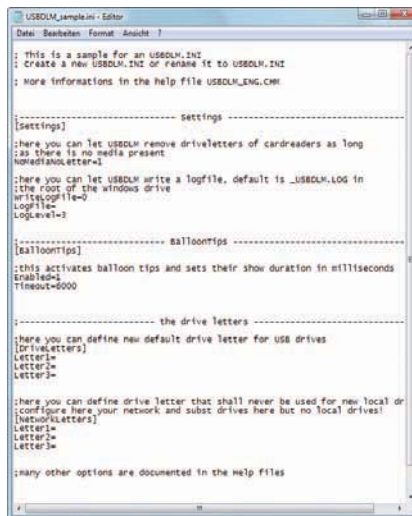 USBDLM_sample.ini - Editor
Datei Bearbeiten Format Ansicht ?
; This is a sample for an USBDLM.INI
; Create a new USBDLM.INI or rename it to USBDLM.INI
; More informations in the help file USBDLM_ENG.CHM
;---------------------------- Settings ----------------------------
[Settings]
;here you can let USBDLM remove driveletters of cardreaders as long
;as there is no media present
NoMediaNoLetter=1
;here you can let USBDLM write a logfile, default is _USBDLM.LOG in
;the root of the windows drive
WriteLogFile=0
LogFile=
LogLevel=3
;--------------------------- BalloonTips ---------------------------
[BalloonTips]
;this activates balloon tips and sets their show duration in milliseconds
Enabled=1
Timeout=6000
;------------------------- the drive letters -------------------------
;here you can define new default drive letter for USB drives
[DriveLetters]
Letter1=
Letter2=
Letter3=
;here you can define drive letter that shall never be used for new local dr
;configure here your network and subst drives here but no local drives!
[NetworkLetters]
Letter1=
Letter2=
Letter3=
;many other options are documented in the Help files